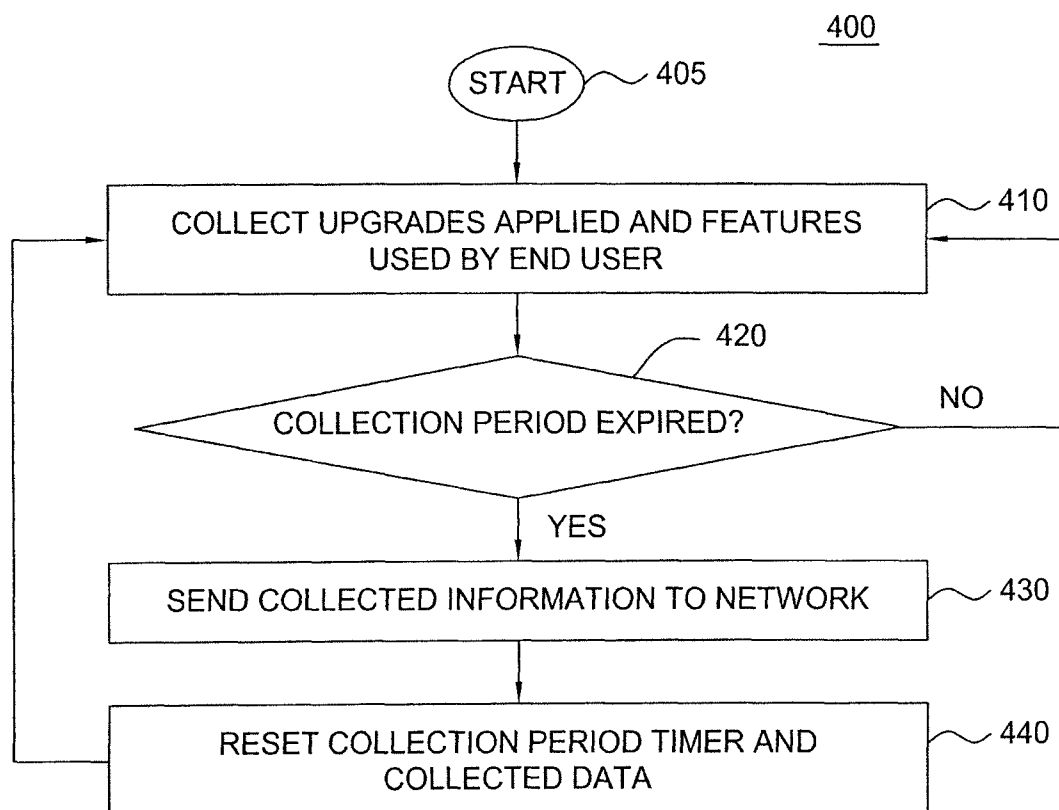 400
START
405
COLLECT UPGRADES APPLIED AND FEATURES
USED BY END USER
410
420
COLLECTION PERIOD EXPIRED?
NO
YES
SEND COLLECTED INFORMATION TO NETWORK
430
RESET COLLECTION PERIOD TIMER AND
COLLECTED DATA
440